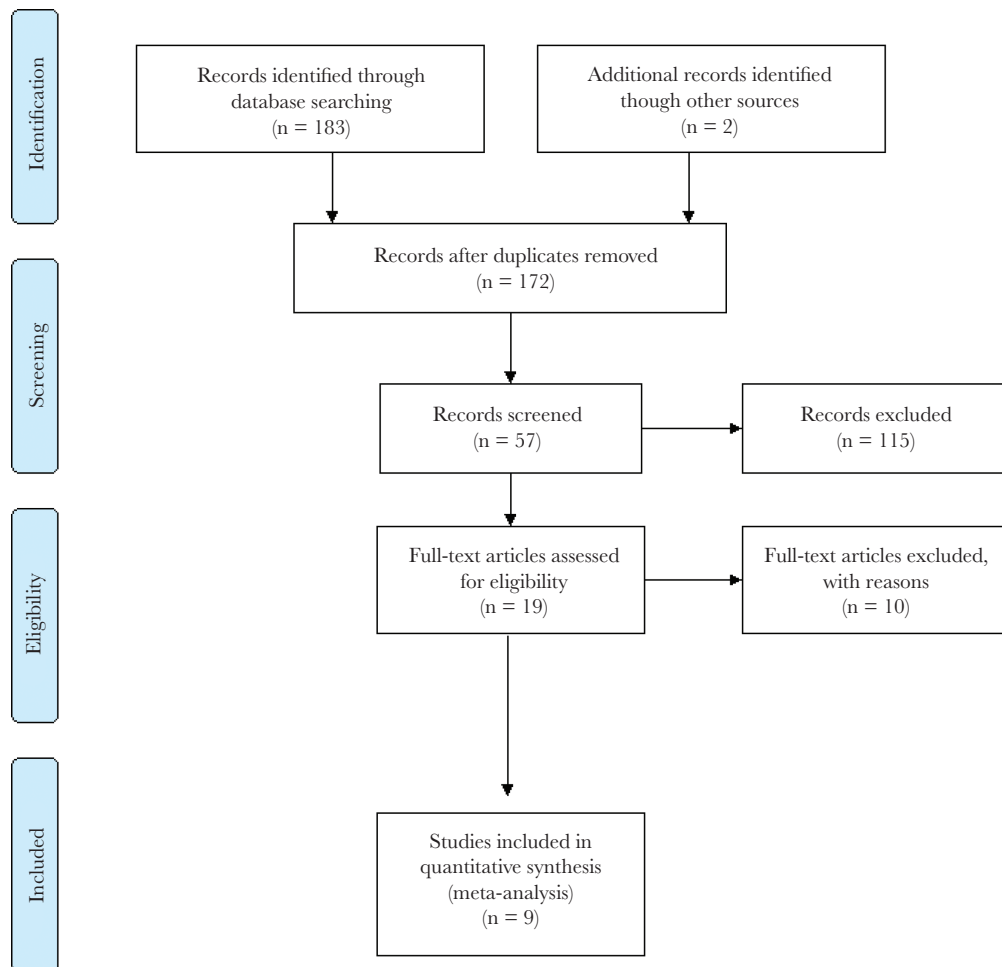 Identification
Records identified through
database searching
(n = 183)
Additional records identified
though other sources
(n = 2)
Records after duplicates removed
(n = 172)
Screening
Records screened
(n = 57)
Records excluded
(n = 115)
Eligibility
Full-text articles assessed
for eligibility
(n = 19)
Full-text articles excluded,
with reasons
(n = 10)
Included
Studies included in
quantitative synthesis
(meta-analysis)
(n = 9)